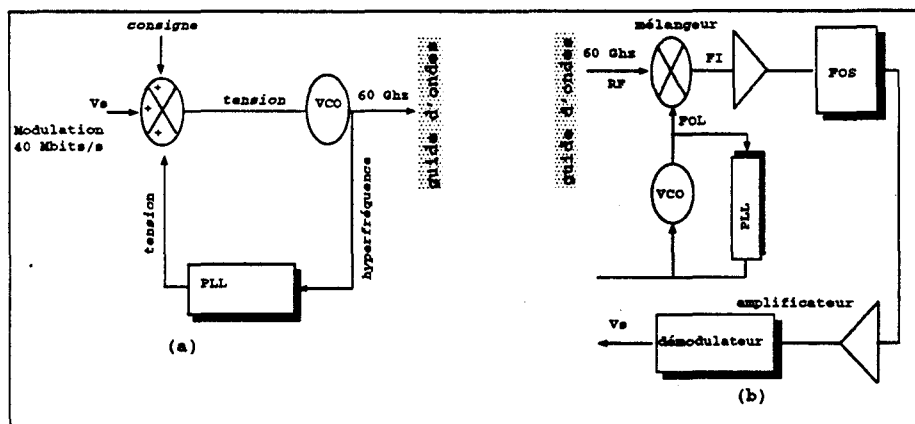 consigne
Vs
Modulation
40 Mbits/s
+
+
+
tension
VCO
60 Ghz
guide d'ondes
tension
hyperfréquence
PLL
(a)
mélangeur
guide d'ondes
60 Ghz
RF
FI
FOS
FOL
VCO
PLL
amplificateur
Vs
démodulateur
(b)